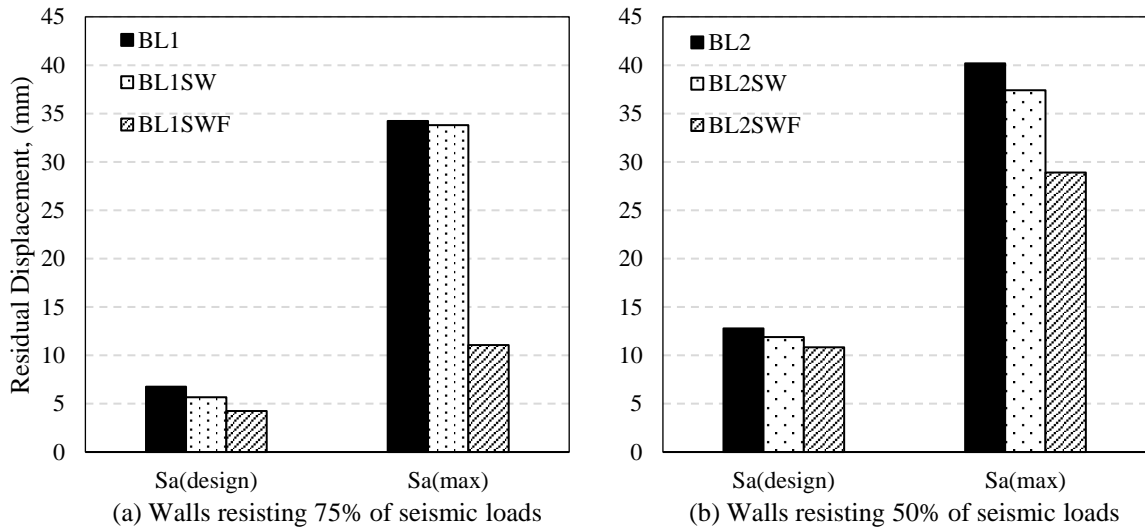 Residual Displacement, (mm)
45
40
35
30
25
20
15
10
5
0
BL1
BL1SW
BL1SWF
Sa(design) Sa(max)
(a) Walls resisting 75% of seismic loads
45
40
35
30
25
20
15
10
5
0
BL2
BL2SW
BL2SWF
Sa(design) Sa(max)
(b) Walls resisting 50% of seismic loads